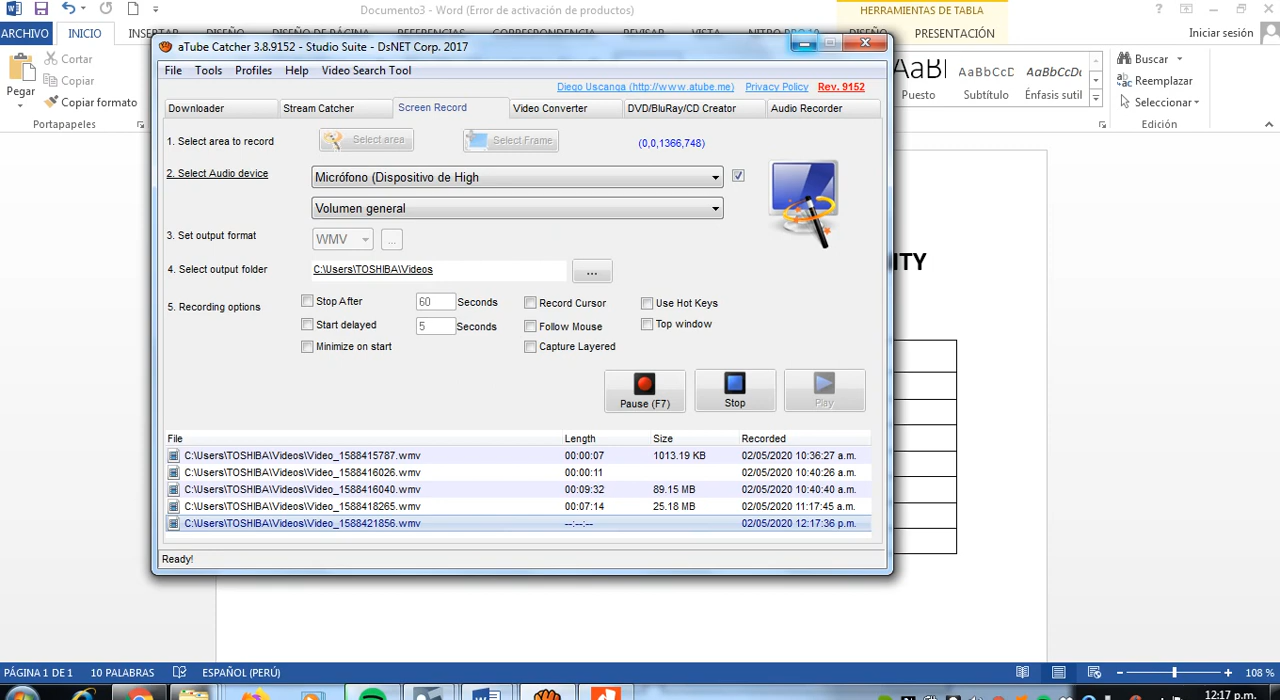 Documento3 - Word (Error de activación de productos)
HERRAMIENTAS DE TABLA
ARCHIVO INICIO
PRESENTACIÓN
Iniciar sesión
Pegar
Cortar
Copiar
Copiar formato
Portapapeles
AaBbCcD AaBbCcDt
Puesto Subtítulo Énfasis sutil
Buscar
Reemplazar
Seleccionar
Edición
aTube Catcher 3.8.9152 - Studio Suite - DsNET Corp. 2017
File Tools Profiles Help Video Search Tool
Diego Uscanga (http://www.atube.me) Privacy Policy Rev. 9152
Downloader Stream Catcher Screen Record Video Converter DVD/BluRay/CD Creator Audio Recorder
1. Select area to record Select area Select Frame (0,0,1366,748)
2. Select Audio device Micrófono (Dispositivo de High
Volumen general
3. Set output format WMV ...
4. Select output folder C:\Users\TOSHIBA\Videos ...
5. Recording options
Stop After 60 Seconds Record Cursor Use Hot Keys
Start delayed 5 Seconds Follow Mouse Top window
Minimize on start Capture Layered
Pause (F7) Stop Play
File Length Size Recorded
C:\Users\TOSHIBA\Videos\Video_1588415787.wmv 00:00:07 1013.19 KB 02/05/2020 10:36:27 a.m.
C:\Users\TOSHIBA\Videos\Video_1588416026.wmv 00:00:11 02/05/2020 10:40:26 a.m.
C:\Users\TOSHIBA\Videos\Video_1588416040.wmv 00:09:32 89.15 MB 02/05/2020 10:40:40 a.m.
C:\Users\TOSHIBA\Videos\Video_1588418265.wmv 00:07:14 25.18 MB 02/05/2020 11:17:45 a.m.
C:\Users\TOSHIBA\Videos\Video_1588421856.wmv --:--:-- 02/05/2020 12:17:36 p.m.
Ready!
ITY
PÁGINA 1 DE 1 10 PALABRAS ESPAÑOL (PERÚ) 108 %
12:17 p.m.